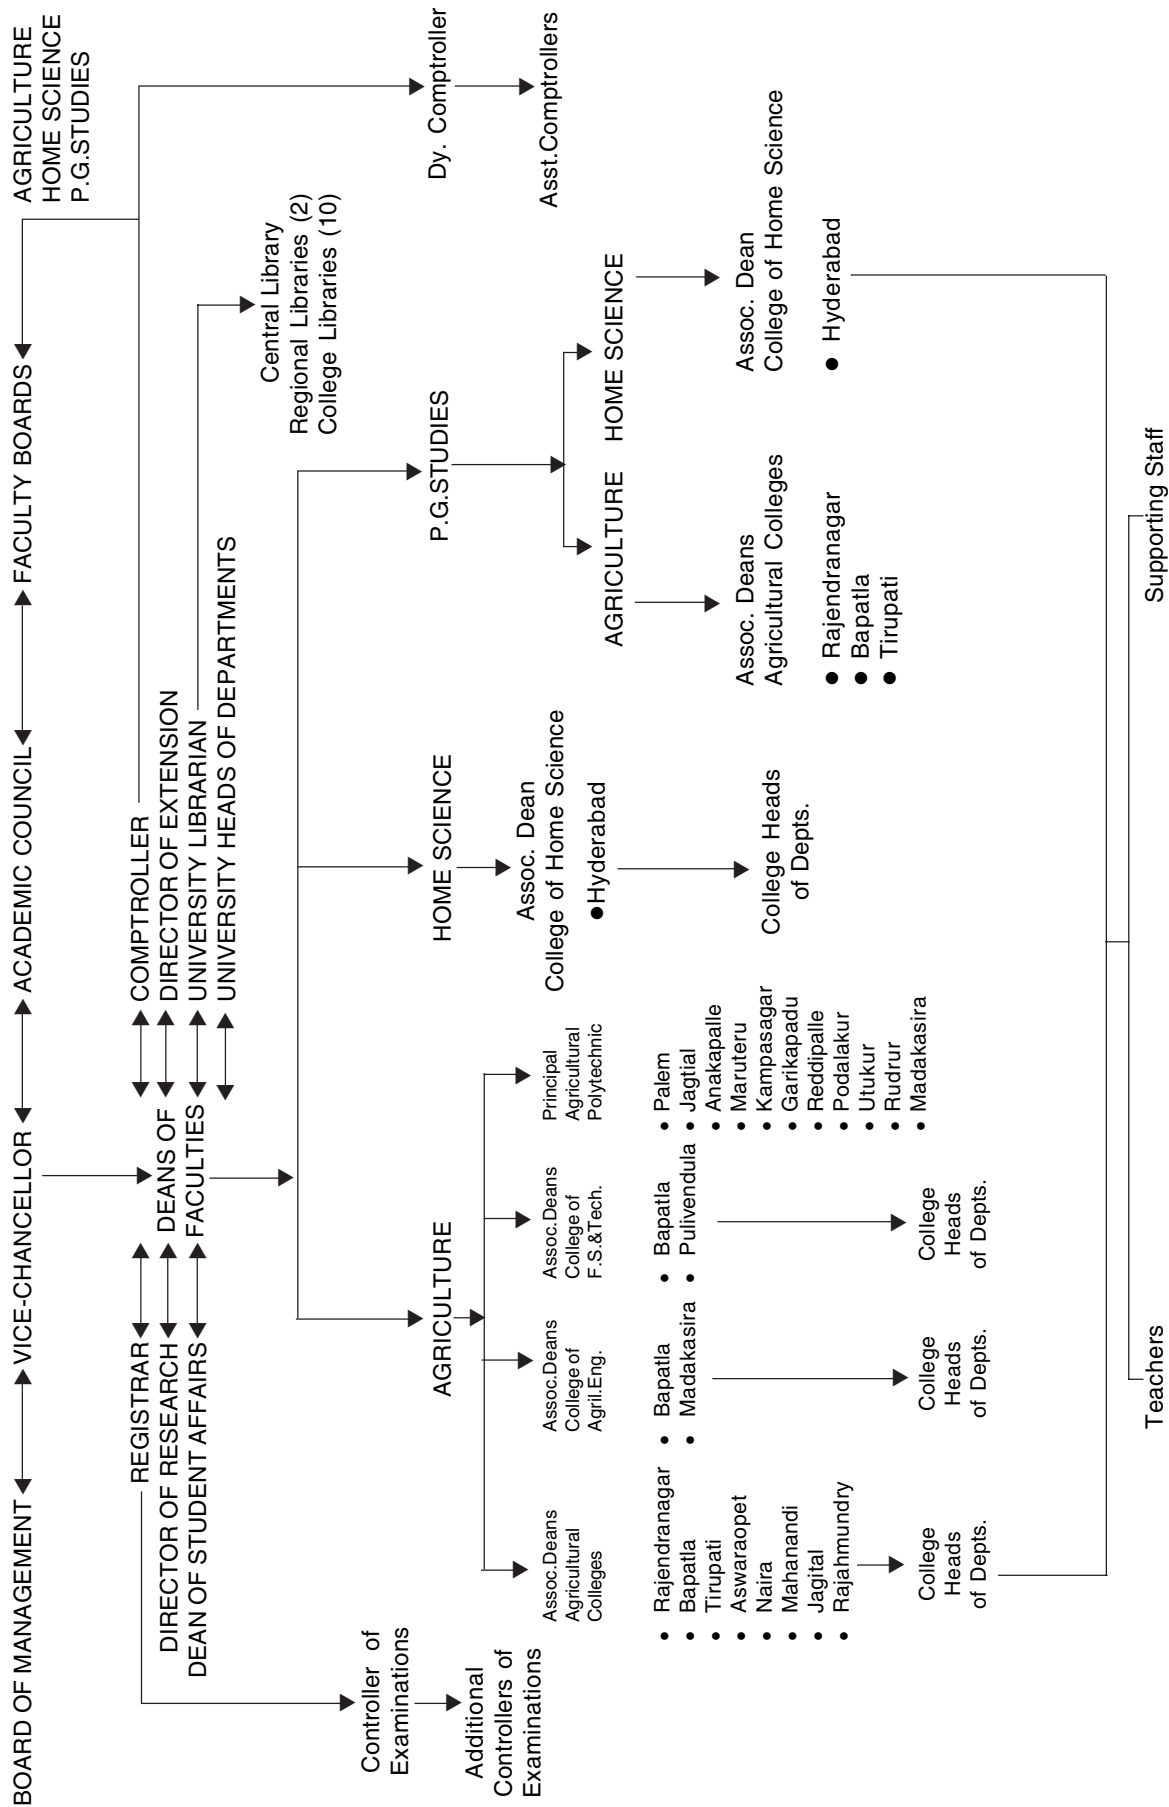 BOARD OF MANAGEMENT
VICE-CHANCELLOR
ACADEMIC COUNCIL
FACULTY BOARDS
AGRICULTURE
HOME SCIENCE
P.G.STUDIES
REGISTRAR
DIRECTOR OF RESEARCH
DEAN OF STUDENT AFFAIRS
DEANS OF
FACULTIES
COMPTROLLER
DIRECTOR OF EXTENSION
UNIVERSITY LIBRARIAN
UNIVERSITY HEADS OF DEPARTMENTS
Central Library
Regional Libraries (2)
College Libraries (10)
Dy. Comptroller
Asst.Comptrollers
Controller of
Examinations
Additional
Controllers of
Examinations
AGRICULTURE
HOME SCIENCE
P.G.STUDIES
Assoc.Deans
Agricultural
Colleges
• Rajendranagar
• Bapatla
• Tirupati
• Aswaraopet
• Naira
• Mahanandi
• Jagital
• Rajahmundry
College
Heads
of Depts.
Assoc.Deans
College of
Agril.Eng.
• Bapatla
• Madakasira
College
Heads
of Depts.
Assoc.Deans
College of
F.S.&Tech.
• Bapatla
• Pulivendula
College
Heads
of Depts.
Principal
Agricultural
Polytechnic
• Palem
• Jagtial
• Anakapalle
• Maruteru
• Kampasagar
• Garikapadu
• Reddipalle
• Podalakur
• Utukur
• Rudrur
• Madakasira
Assoc. Dean
College of Home Science
● Hyderabad
College Heads
of Depts.
AGRICULTURE
HOME SCIENCE
Assoc. Deans
Agricultural Colleges
● Rajendranagar
● Bapatla
● Tirupati
Assoc. Dean
College of Home Science
● Hyderabad
Teachers
Supporting Staff